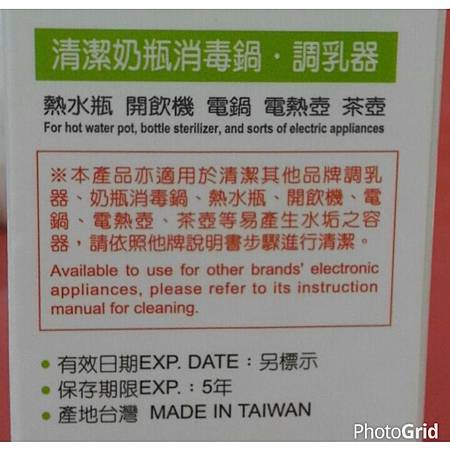 清潔奶瓶消毒鍋・調乳器
熱水瓶 開飲機 電鍋 電熱壺 茶壺
For hot water pot, bottle sterilizer, and sorts of electric appliances
※本產品亦適用於清潔其他品牌調乳
器、奶瓶消毒鍋、熱水瓶、開飲機、電
鍋、電熱壺、茶壺等易產生水垢之容
器，請依照他牌說明書步驟進行清潔。
Available to use for other brands' electronic
appliances, please refer to its instruction
manual for cleaning.
• 有效日期EXP. DATE：另標示
• 保存期限EXP.：5年
• 產地台灣 MADE IN TAIWAN
PhotoGrid